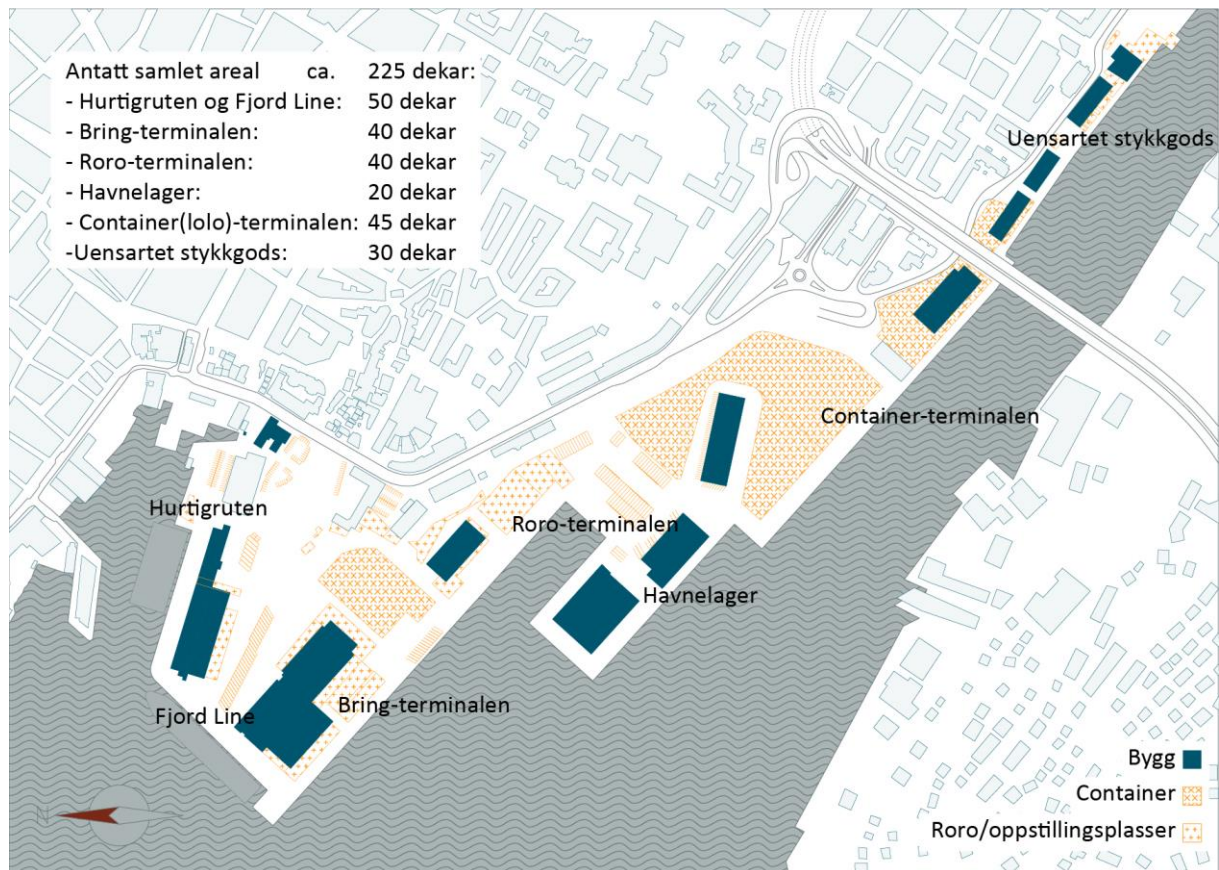 Antatt samlet areal ca. 225 dekar:
- Hurtigruten og Fjord Line: 50 dekar
- Bring-terminalen: 40 dekar
- Roro-terminalen: 40 dekar
- Havnelager: 20 dekar
- Container(lolo)-terminalen: 45 dekar
-Uensartet stykkgods: 30 dekar
Uensartet stykkgods
Container-terminalen
Hurtigruten
Roro-terminalen
Havnelager
Bring-terminalen
Fjord Line
Bygg
Container
Roro/oppstillingsplasser
N